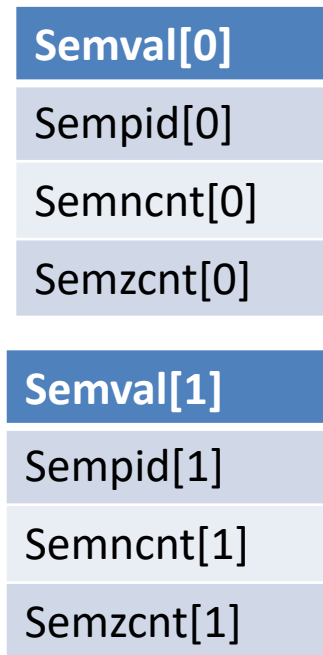 Semval[0]
Sempid[0]
Semncnt[0]
Semzcnt[0]
Semval[1]
Sempid[1]
Semncnt[1]
Semzcnt[1]